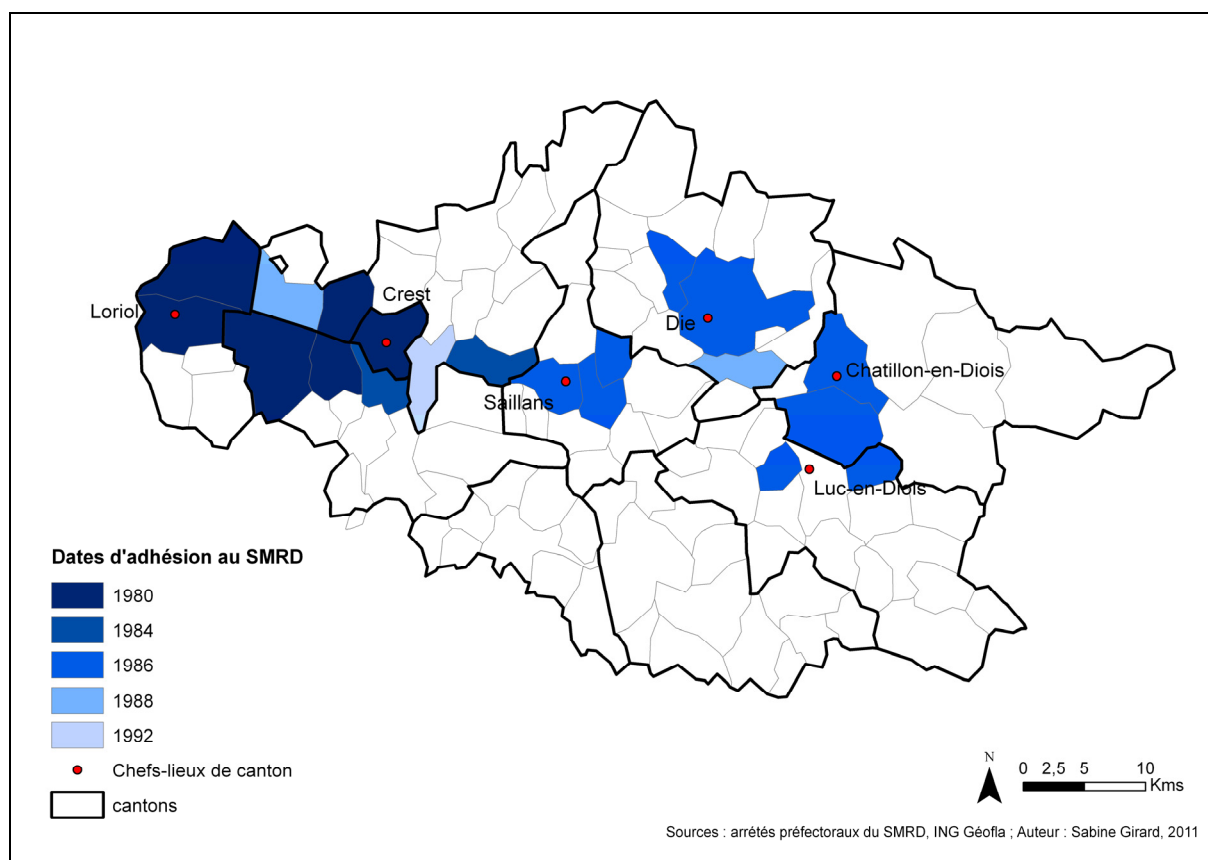 Crest
Loriol
Die
Chatillon-en-Diois
Saillans
Luc-en-Diois
Dates d'adhésion au SMRD
1980
1984
1986
1988
1992
Chefs-lieux de canton
cantons
N
0 2,5 5 10
Kms
Sources : arrétés préfectoraux du SMRD, ING Géofla ; Auteur : Sabine Girard, 2011